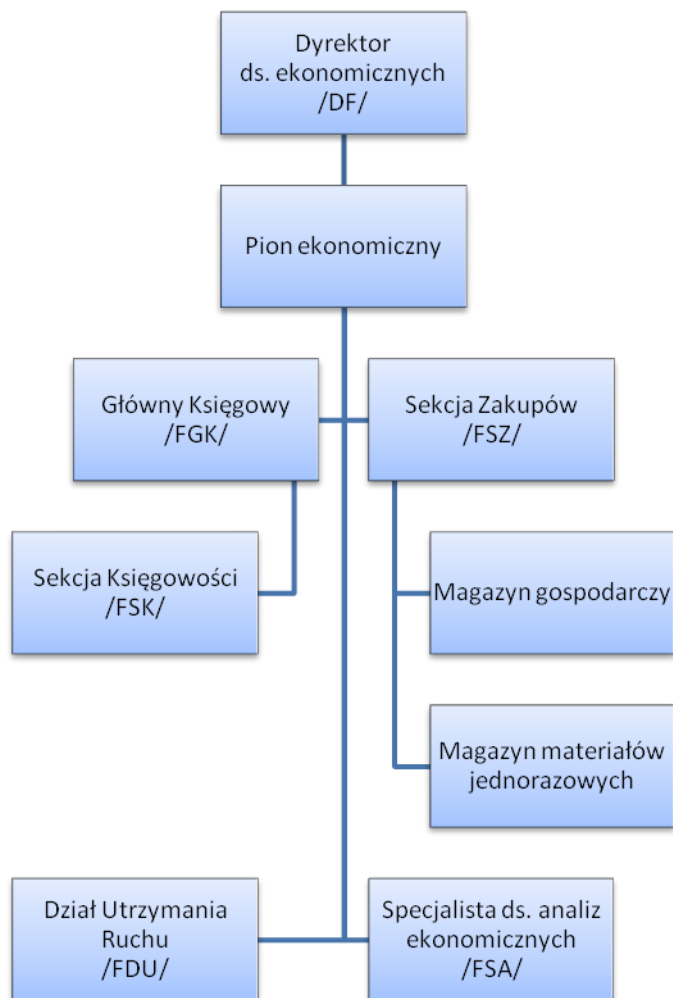 Dyrektor
ds. ekonomicznych
/DF/
Pion ekonomiczny
Główny Księgowy
/FGK/
Sekcja Zakupów
/FSZ/
Sekcja Księgowości
/FSK/
Magazyn gospodarczy
Magazyn materiałów
jednorazowych
Dział Utrzymania
Ruchu
/FDU/
Specjalista ds. analiz
ekonomicznych
/FSA/